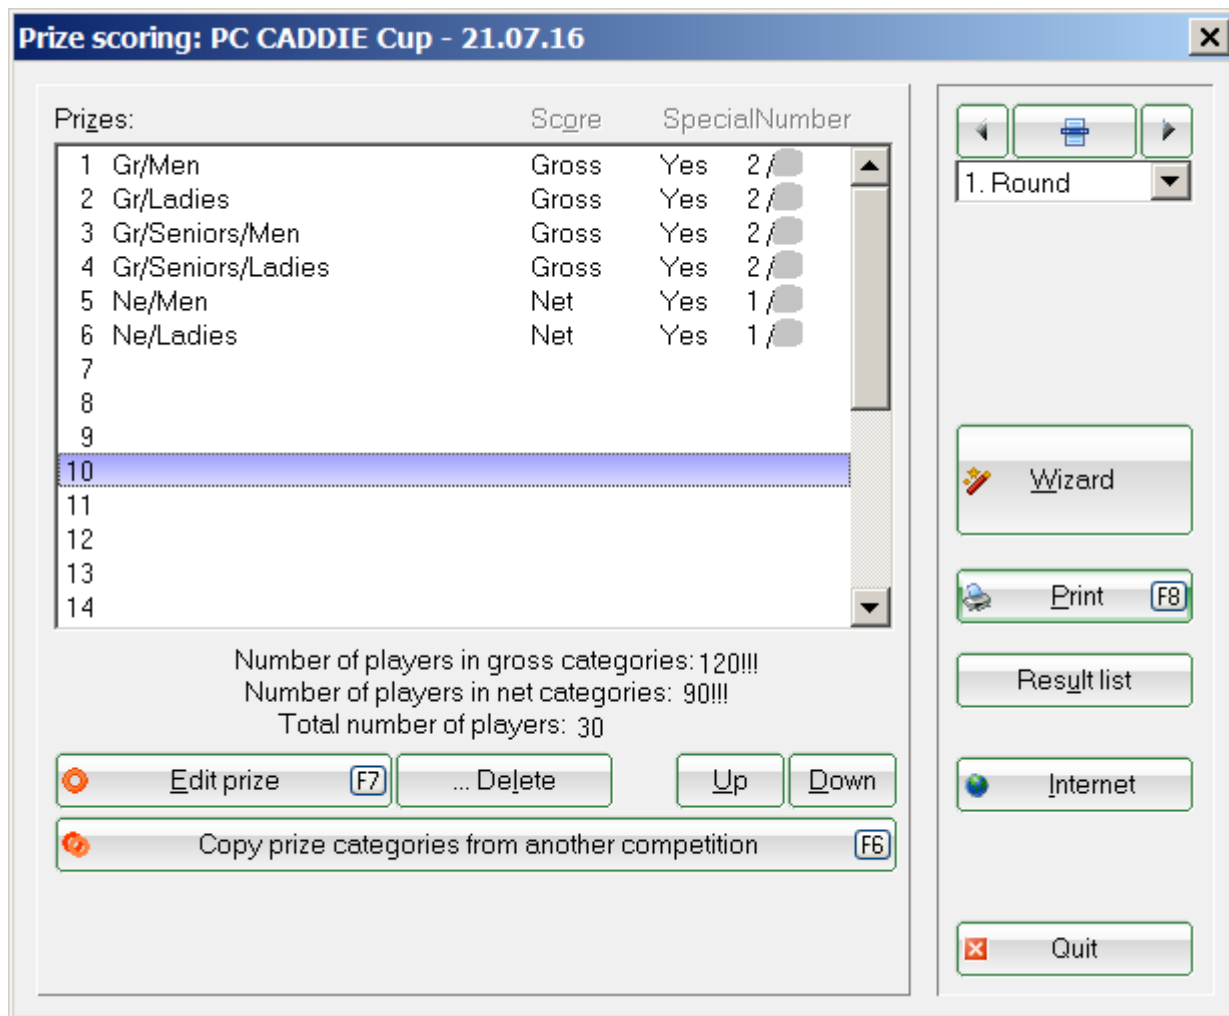 Prize scoring: PC CADDIE Cup - 21.07.16
Prizes: Score SpecialNumber
1 Gr/Men Gross Yes 2 /
2 Gr/Ladies Gross Yes 2 /
3 Gr/Seniors/Men Gross Yes 2 /
4 Gr/Seniors/Ladies Gross Yes 2 /
5 Ne/Men Net Yes 1 /
6 Ne/Ladies Net Yes 1 /
7
8
9
10
11
12
13
14
Number of players in gross categories: 120!!!
Number of players in net categories: 90!!!
Total number of players: 30
Edit prize F7 ... Delete Up Down
Copy prize categories from another competition F6
1. Round
Wizard
Print F8
Result list
Internet
Quit